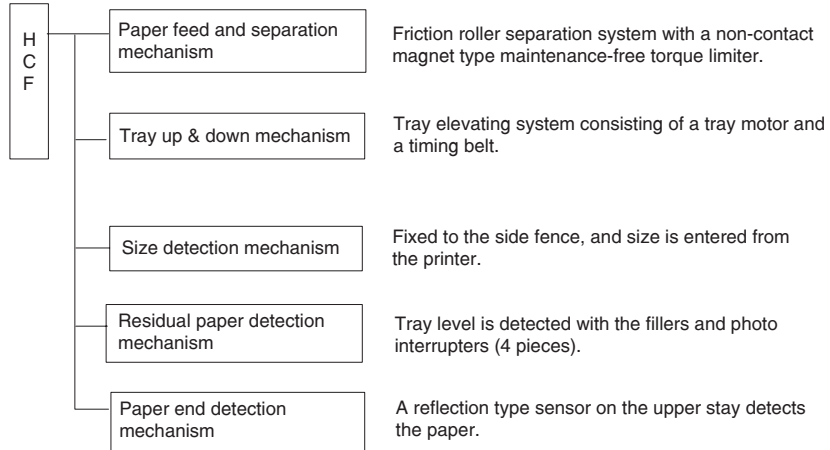 H
C
F
Paper feed and separation
mechanism
Friction roller separation system with a non-contact
magnet type maintenance-free torque limiter.
Tray up & down mechanism
Tray elevating system consisting of a tray motor and
a timing belt.
Size detection mechanism
Fixed to the side fence, and size is entered from
the printer.
Residual paper detection
mechanism
Tray level is detected with the fillers and photo
interrupters (4 pieces).
Paper end detection
mechanism
A reflection type sensor on the upper stay detects
the paper.